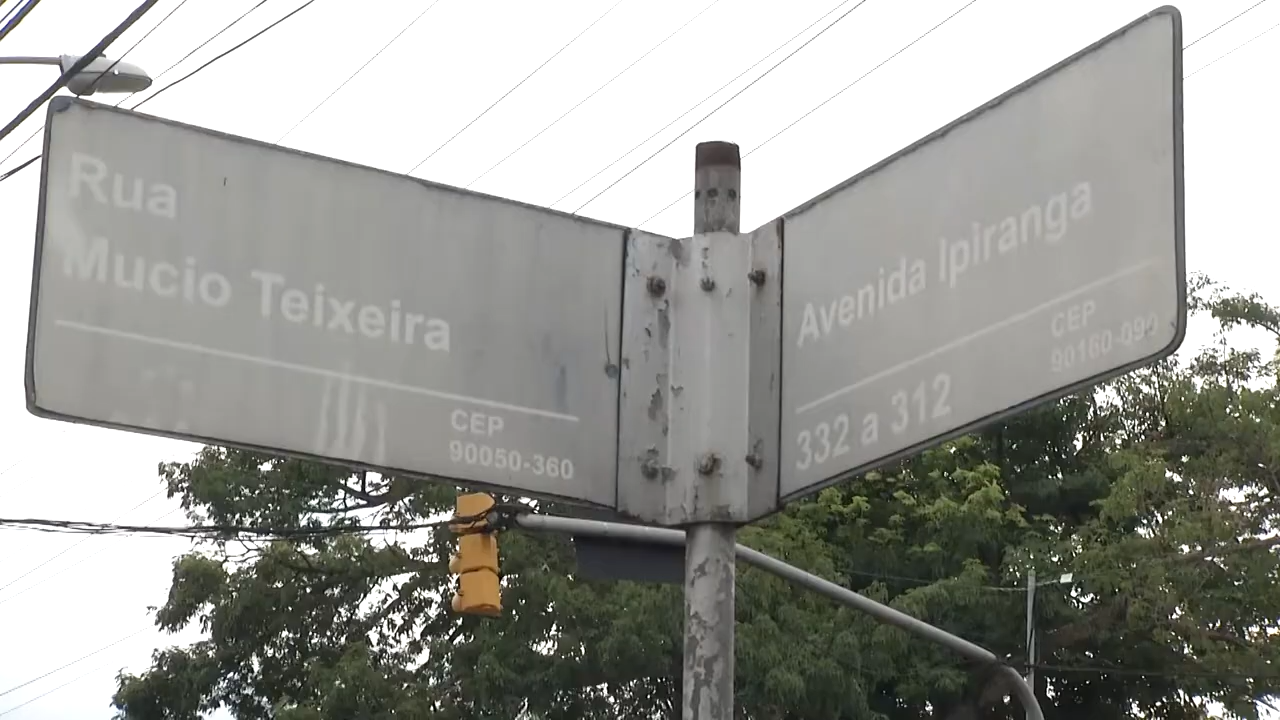 Rua
Mucio Teixeira
CEP
90050-360
Avenida Ipiranga
CEP
90160-090
332 a 312